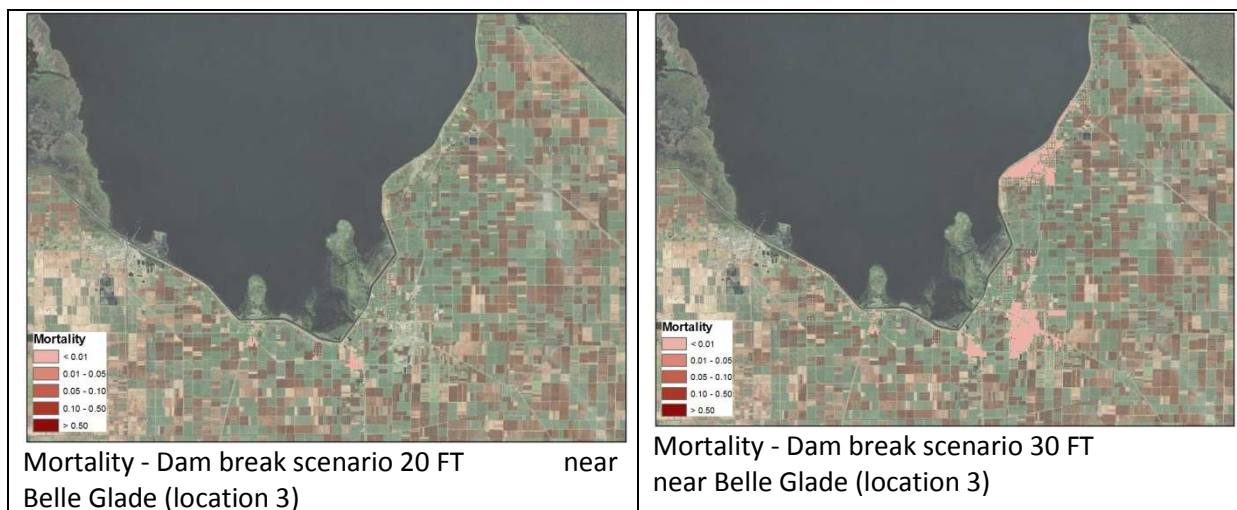 Mortality
< 0.01
0.01 - 0.05
0.05 - 0.10
0.10 - 0.50
> 0.50
Mortality - Dam break scenario 20 FT near
Belle Glade (location 3)
Mortality
< 0.01
0.01 - 0.05
0.05 - 0.10
0.10 - 0.50
> 0.50
Mortality - Dam break scenario 30 FT
near Belle Glade (location 3)